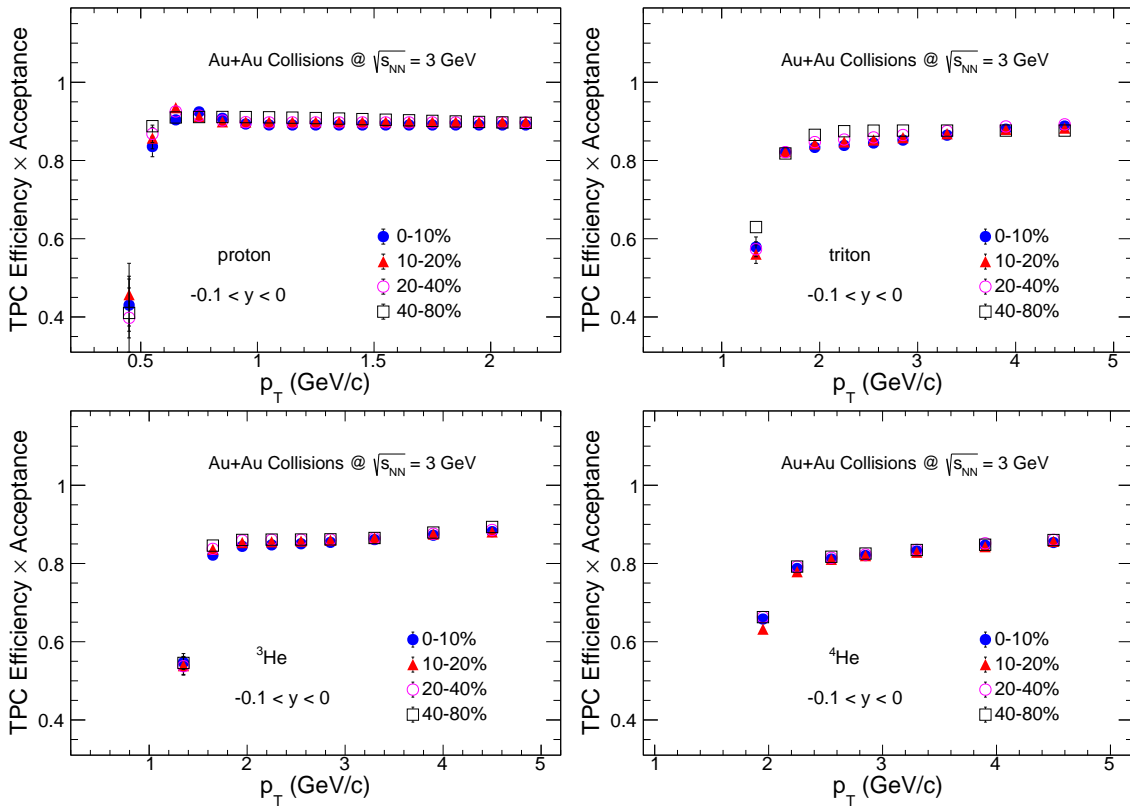 TPC Efficiency × Acceptance
Au+Au Collisions @ √sNN = 3 GeV
1
0.8
0.6
0.4
proton
-0.1 < y < 0
0-10%
10-20%
20-40%
40-80%
0.5 1 1.5 2
pT (GeV/c)
TPC Efficiency × Acceptance
Au+Au Collisions @ √sNN = 3 GeV
1
0.8
0.6
0.4
triton
-0.1 < y < 0
0-10%
10-20%
20-40%
40-80%
1 2 3 4 5
pT (GeV/c)
TPC Efficiency × Acceptance
Au+Au Collisions @ √sNN = 3 GeV
1
0.8
0.6
0.4
³He
-0.1 < y < 0
0-10%
10-20%
20-40%
40-80%
1 2 3 4 5
pT (GeV/c)
TPC Efficiency × Acceptance
Au+Au Collisions @ √sNN = 3 GeV
1
0.8
0.6
0.4
⁴He
-0.1 < y < 0
0-10%
10-20%
20-40%
40-80%
1 2 3 4 5
pT (GeV/c)